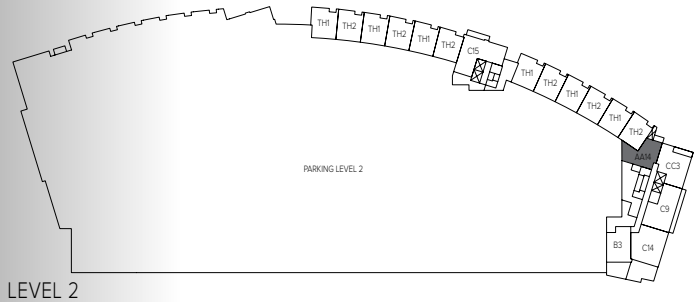 TH1
TH2
TH1
TH2
TH1
TH2
C15
TH1
TH2
TH1
TH2
TH1
TH2
AA14
CC3
PARKING LEVEL 2
C9
B3
C14
LEVEL 2